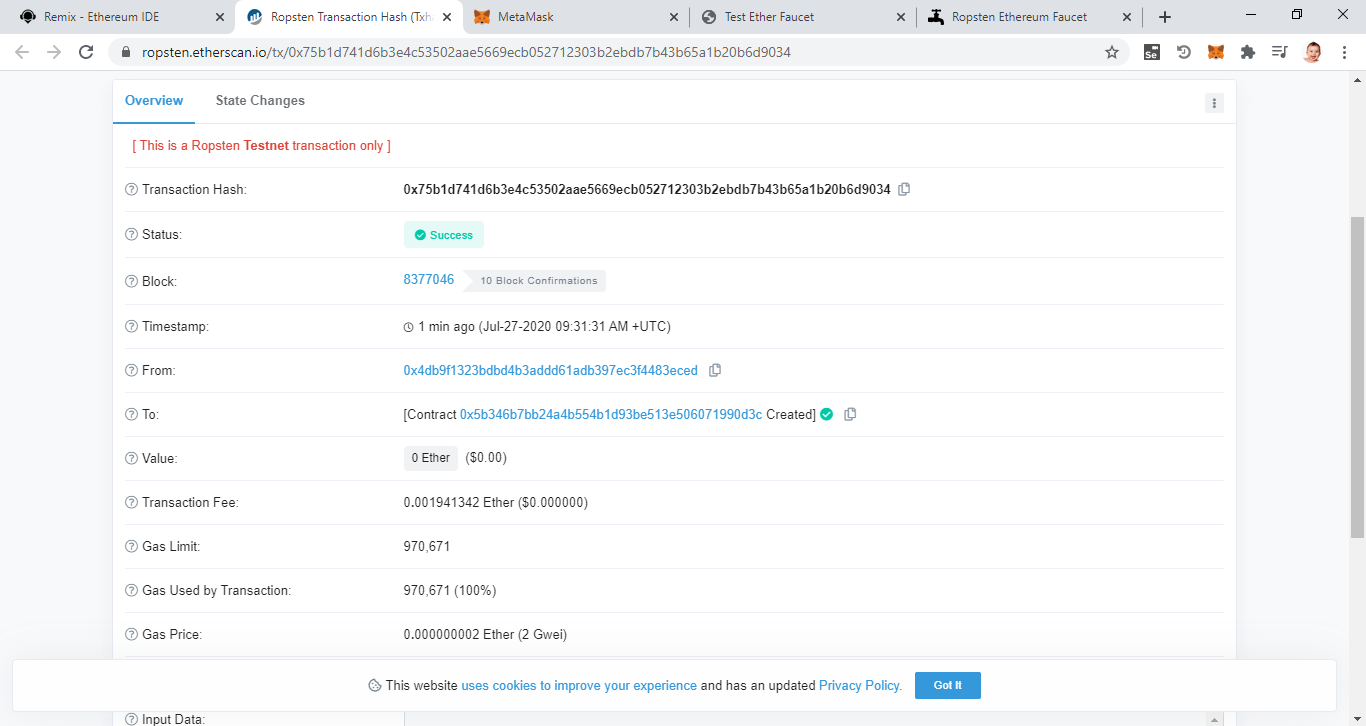 Remix - Ethereum IDE
Ropsten Transaction Hash (Txha
MetaMask
Test Ether Faucet
Ropsten Ethereum Faucet
ropsten.etherscan.io/tx/0x75b1d741d6b3e4c53502aae5669ecb052712303b2ebdb7b43b65a1b20b6d9034
Se
Overview State Changes
[ This is a Ropsten Testnet transaction only ]
Transaction Hash: 0x75b1d741d6b3e4c53502aae5669ecb052712303b2ebdb7b43b65a1b20b6d9034
Status: Success
Block: 8377046 10 Block Confirmations
Timestamp: 1 min ago (Jul-27-2020 09:31:31 AM +UTC)
From: 0x4db9f1323bdbd4b3addd61adb397ec3f4483eced
To: [Contract 0x5b346b7bb24a4b554b1d93be513e506071990d3c Created]
Value: 0 Ether ($0.00)
Transaction Fee: 0.001941342 Ether ($0.000000)
Gas Limit: 970,671
Gas Used by Transaction: 970,671 (100%)
Gas Price: 0.000000002 Ether (2 Gwei)
This website uses cookies to improve your experience and has an updated Privacy Policy. Got It
Input Data: